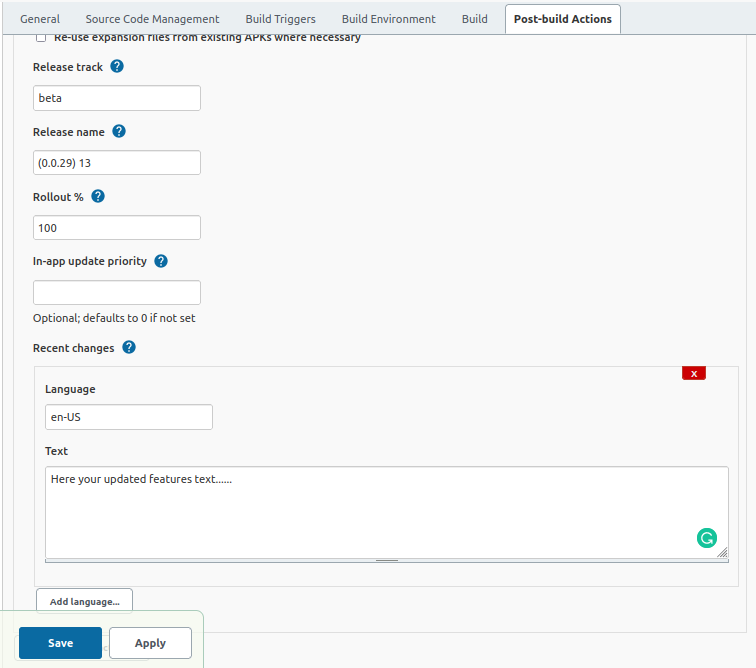 General Source Code Management Build Triggers Build Environment Build Post-build Actions
Re-use expansion files from existing APKs where necessary
Release track ?
beta
Release name ?
(0.0.29) 13
Rollout % ?
100
In-app update priority ?
Optional; defaults to 0 if not set
Recent changes ?
x
Language
en-US
Text
Here your updated features text......
Add language...
Save Apply